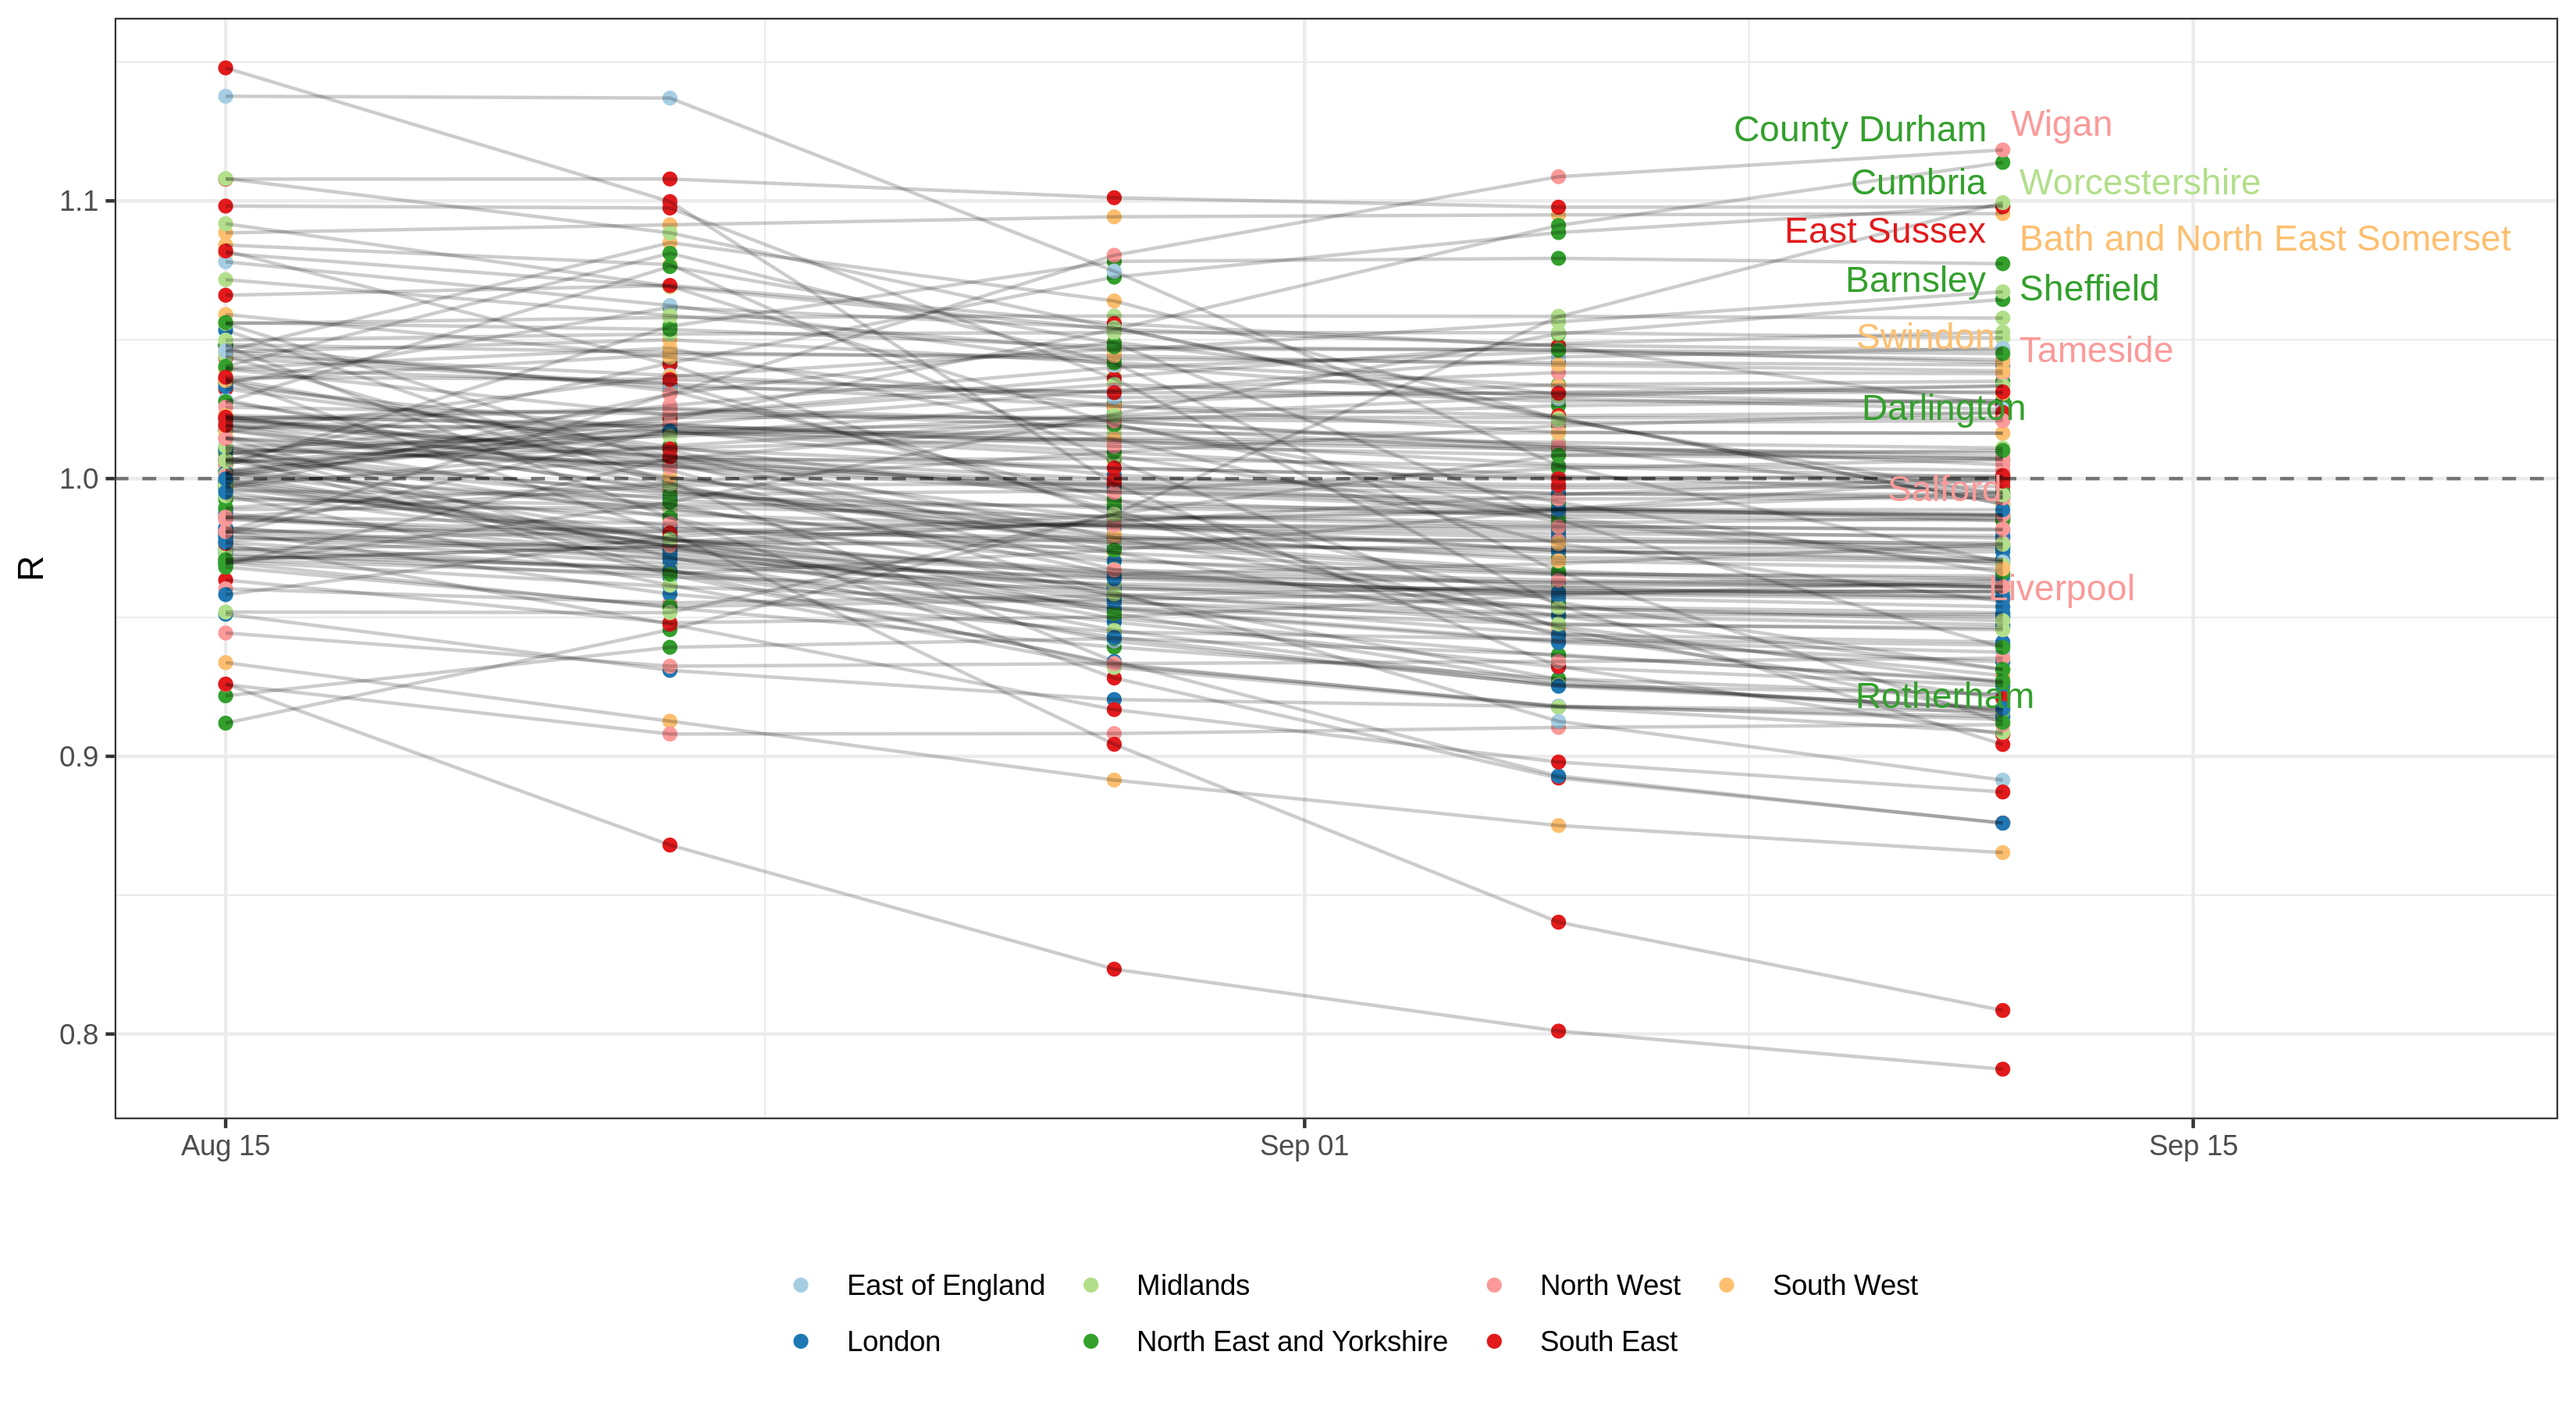 County Durham
Wigan
Cumbria
Worcestershire
1.1
East Sussex
Bath and North East Somerset
Barnsley
Sheffield
Swindon
Tameside
Darlington
1.0
Salford
R
Liverpool
Rotherham
0.9
0.8
Aug 15
Sep 01
Sep 15
East of England
Midlands
North West
South West
London
North East and Yorkshire
South East